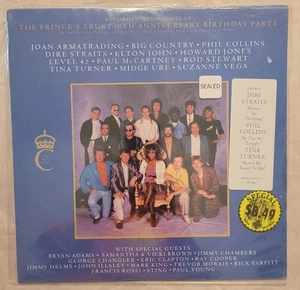 RECORDED HIGHLIGHTS OF
THE PRINCE'S TRUST 10TH ANNIVERSARY BIRTHDAY PARTY
JOAN ARMATRADING • BIG COUNTRY • PHIL COLLINS
DIRE STRAITS • ELTON JOHN • HOWARD JONES
LEVEL 42 • PAUL McCARTNEY • ROD STEWART
TINA TURNER • MIDGE URE • SUZANNE VEGA
SEALED
DIRE
STRAITS
PHIL
COLLINS
TINA
TURNER
SPECIAL
$8.49
WITH SPECIAL GUESTS
BRYAN ADAMS • SAMANTHA & VICKI BROWN • JIMMY CHAMBERS
GEORGE CHANDLER • ERIC CLAPTON • RAY COOPER
JIMMY HELMS • JOHN ILLSLEY • MARK KING • TREVOR MORAIS • RICK PARFITT
FRANCIS ROSSI • STING • PAUL YOUNG